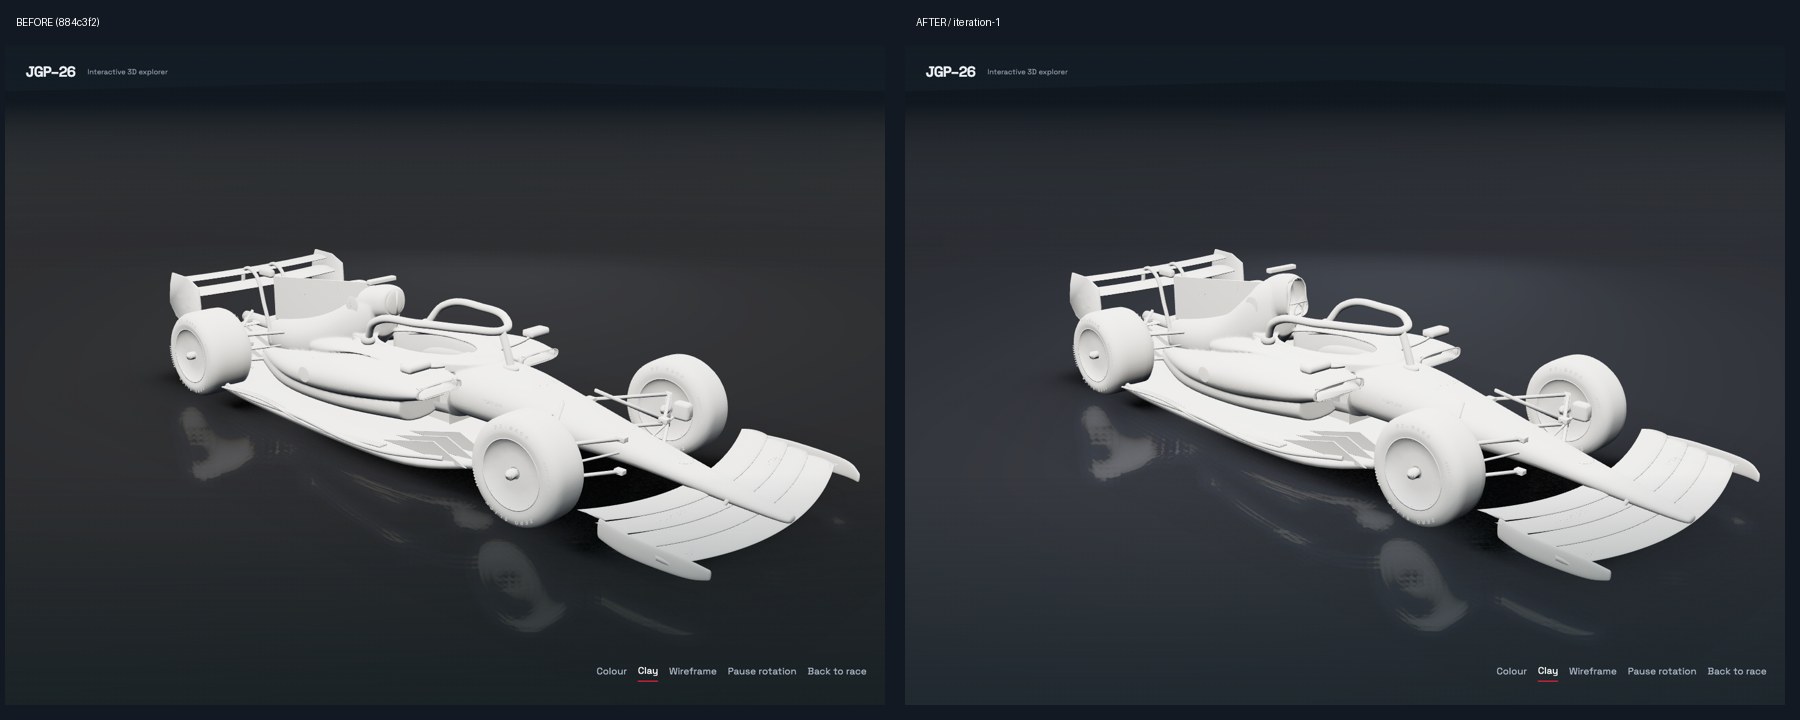 BEFORE (884c3f2)
JGP-26 Interactive 3D explorer
Colour Clay Wireframe Pause rotation Back to race
AFTER / iteration-1
JGP-26 Interactive 3D explorer
Colour Clay Wireframe Pause rotation Back to race